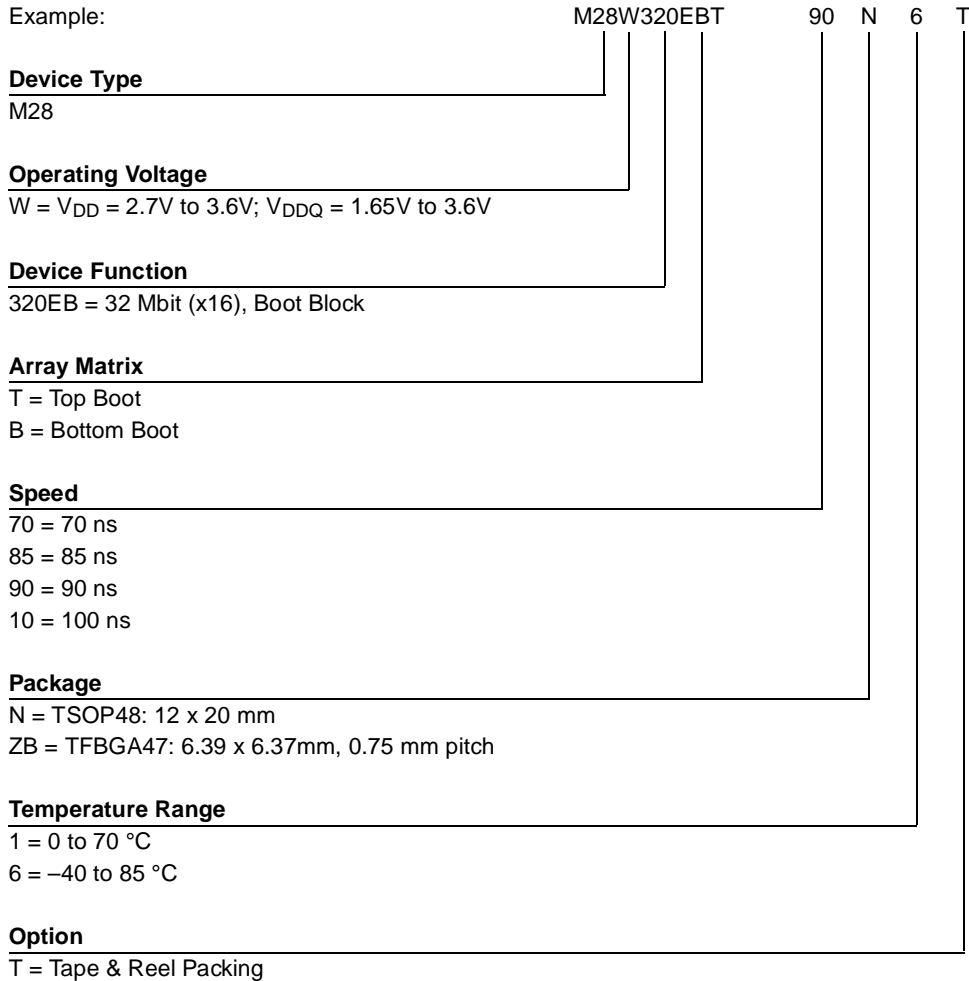 Example: M28W320EBT 90 N 6 T
Device Type
M28
Operating Voltage
W = VDD = 2.7V to 3.6V; VDDQ = 1.65V to 3.6V
Device Function
320EB = 32 Mbit (x16), Boot Block
Array Matrix
T = Top Boot
B = Bottom Boot
Speed
70 = 70 ns
85 = 85 ns
90 = 90 ns
10 = 100 ns
Package
N = TSOP48: 12 x 20 mm
ZB = TFBGA47: 6.39 x 6.37mm, 0.75 mm pitch
Temperature Range
1 = 0 to 70 °C
6 = –40 to 85 °C
Option
T = Tape & Reel Packing